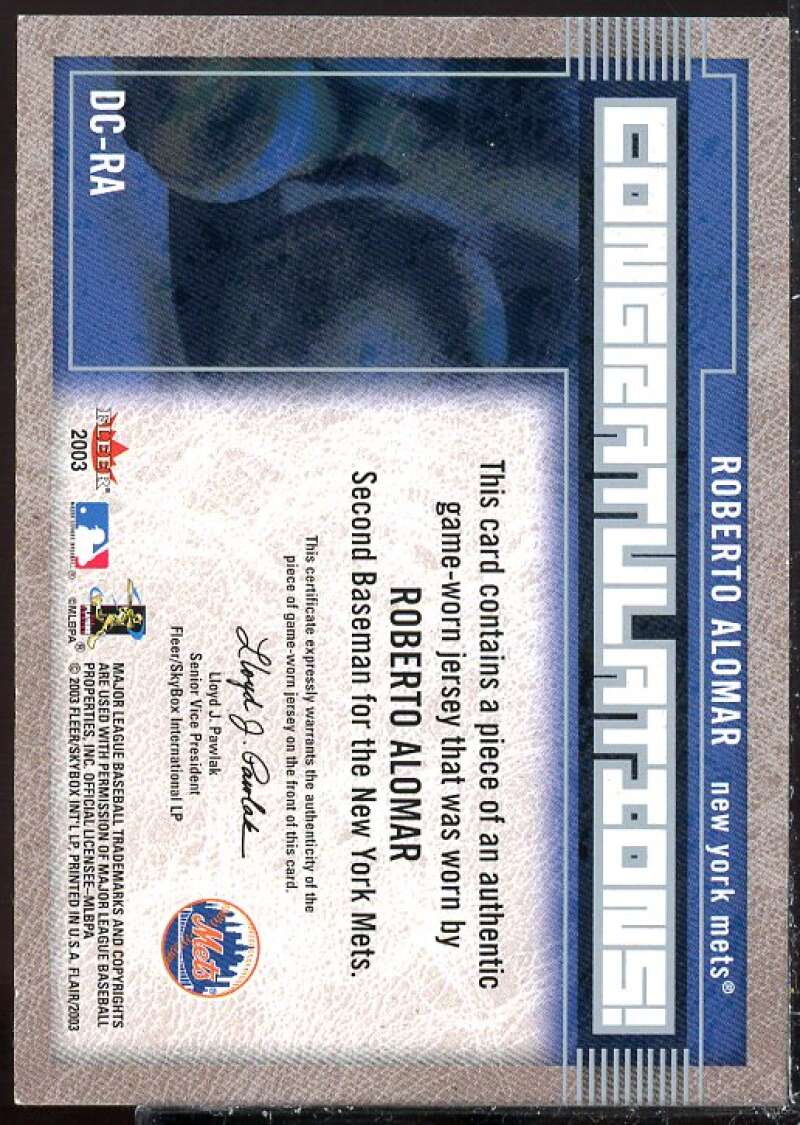 ROBERTO ALOMAR new york mets®
CONGRATULATIONS!
DC-RA
This card contains a piece of an authentic
game-worn jersey that was worn by
ROBERTO ALOMAR
Second Baseman for the New York Mets.
This certificate expressly warrants the authenticity of the
piece of game-worn jersey on the front of this card.
Lloyd J. Pawlak
Lloyd J. Pawlak
Senior Vice President
Fleer/SkyBox International LP
Mets
FLEER
2003
®
®
©MLBPA
MAJOR LEAGUE BASEBALL TRADEMARKS AND COPYRIGHTS
ARE USED WITH PERMISSION OF MAJOR LEAGUE BASEBALL
PROPERTIES, INC. OFFICIAL LICENSEE–MLBPA
© 2003 FLEER/SKYBOX INT'L LP. PRINTED IN U.S.A. FLAIR/2003